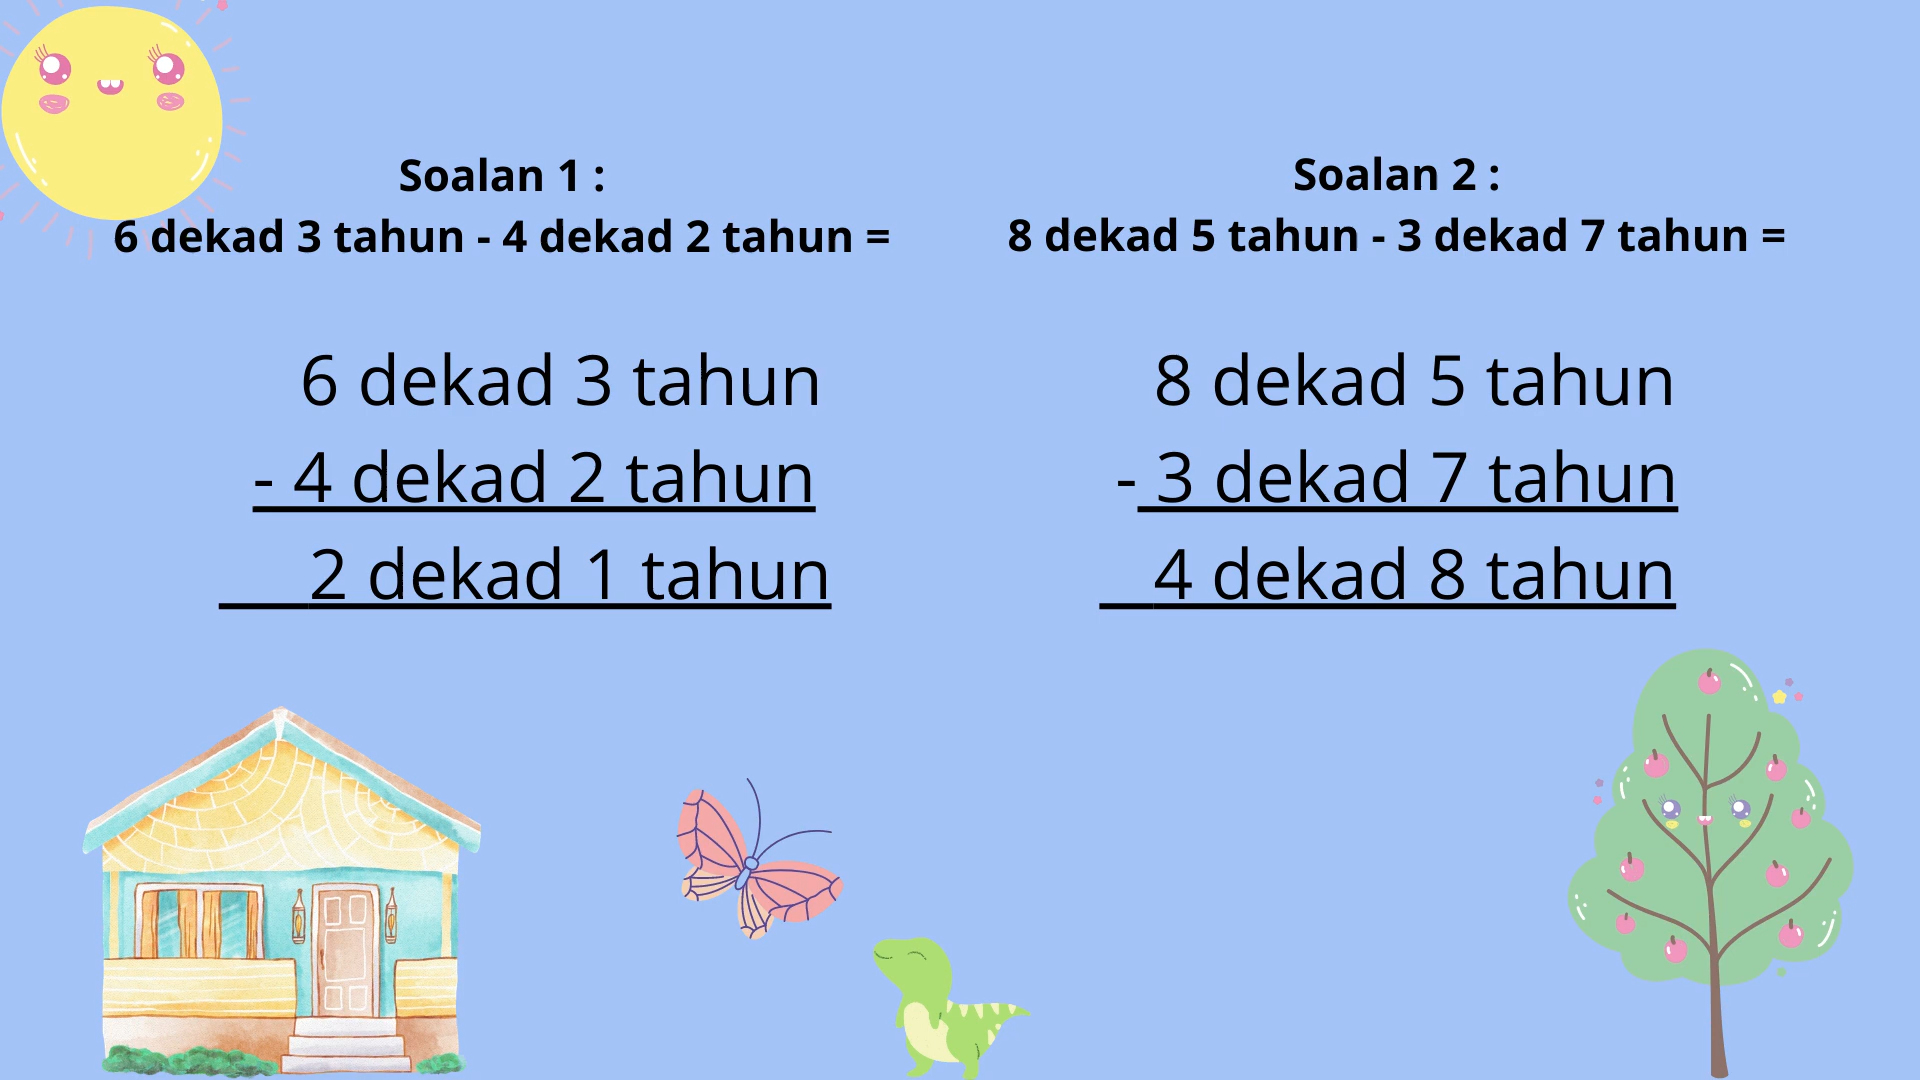 Soalan 1 :
6 dekad 3 tahun - 4 dekad 2 tahun =
6 dekad 3 tahun
- 4 dekad 2 tahun
2 dekad 1 tahun
Soalan 2 :
8 dekad 5 tahun - 3 dekad 7 tahun =
8 dekad 5 tahun
- 3 dekad 7 tahun
4 dekad 8 tahun